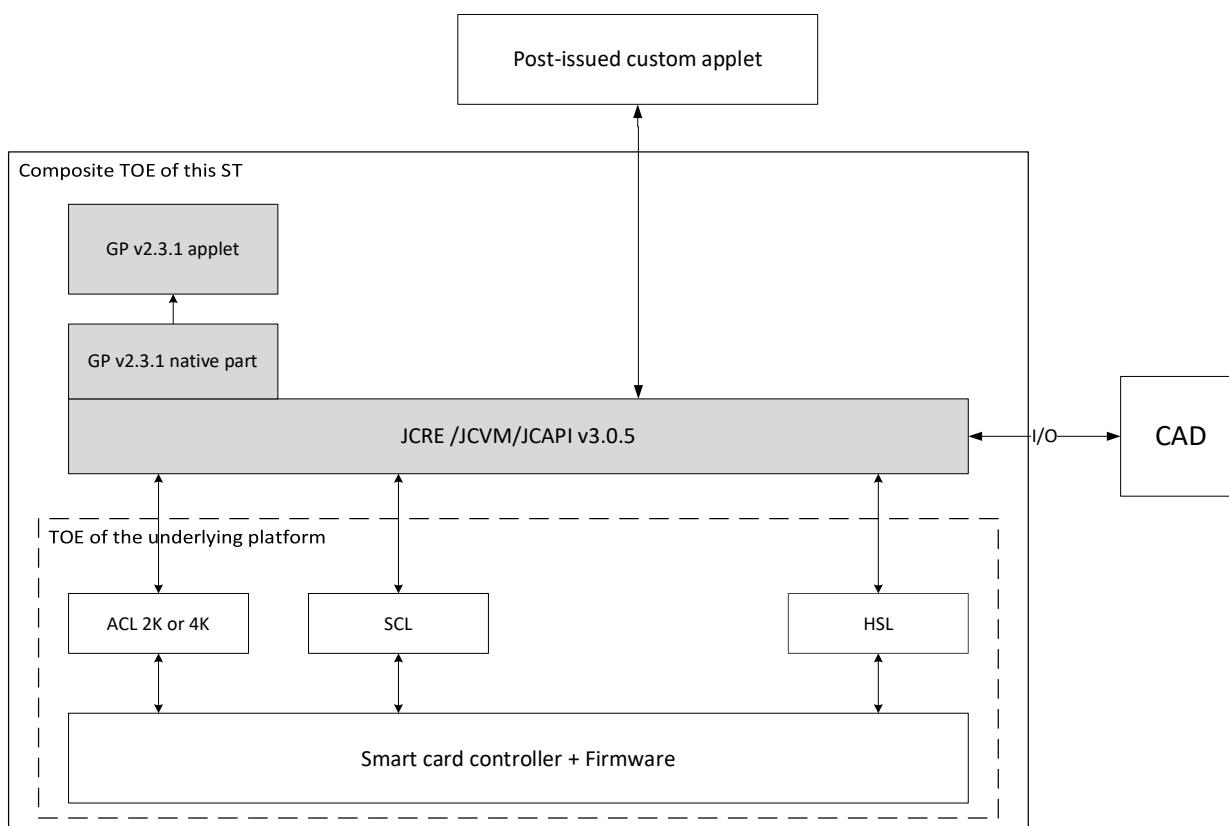 Post-issued custom applet
Composite TOE of this ST
GP v2.3.1 applet
GP v2.3.1 native part
JCRE /JCVM/JCAPI v3.0.5
I/O
CAD
TOE of the underlying platform
ACL 2K or 4K
SCL
HSL
Smart card controller + Firmware